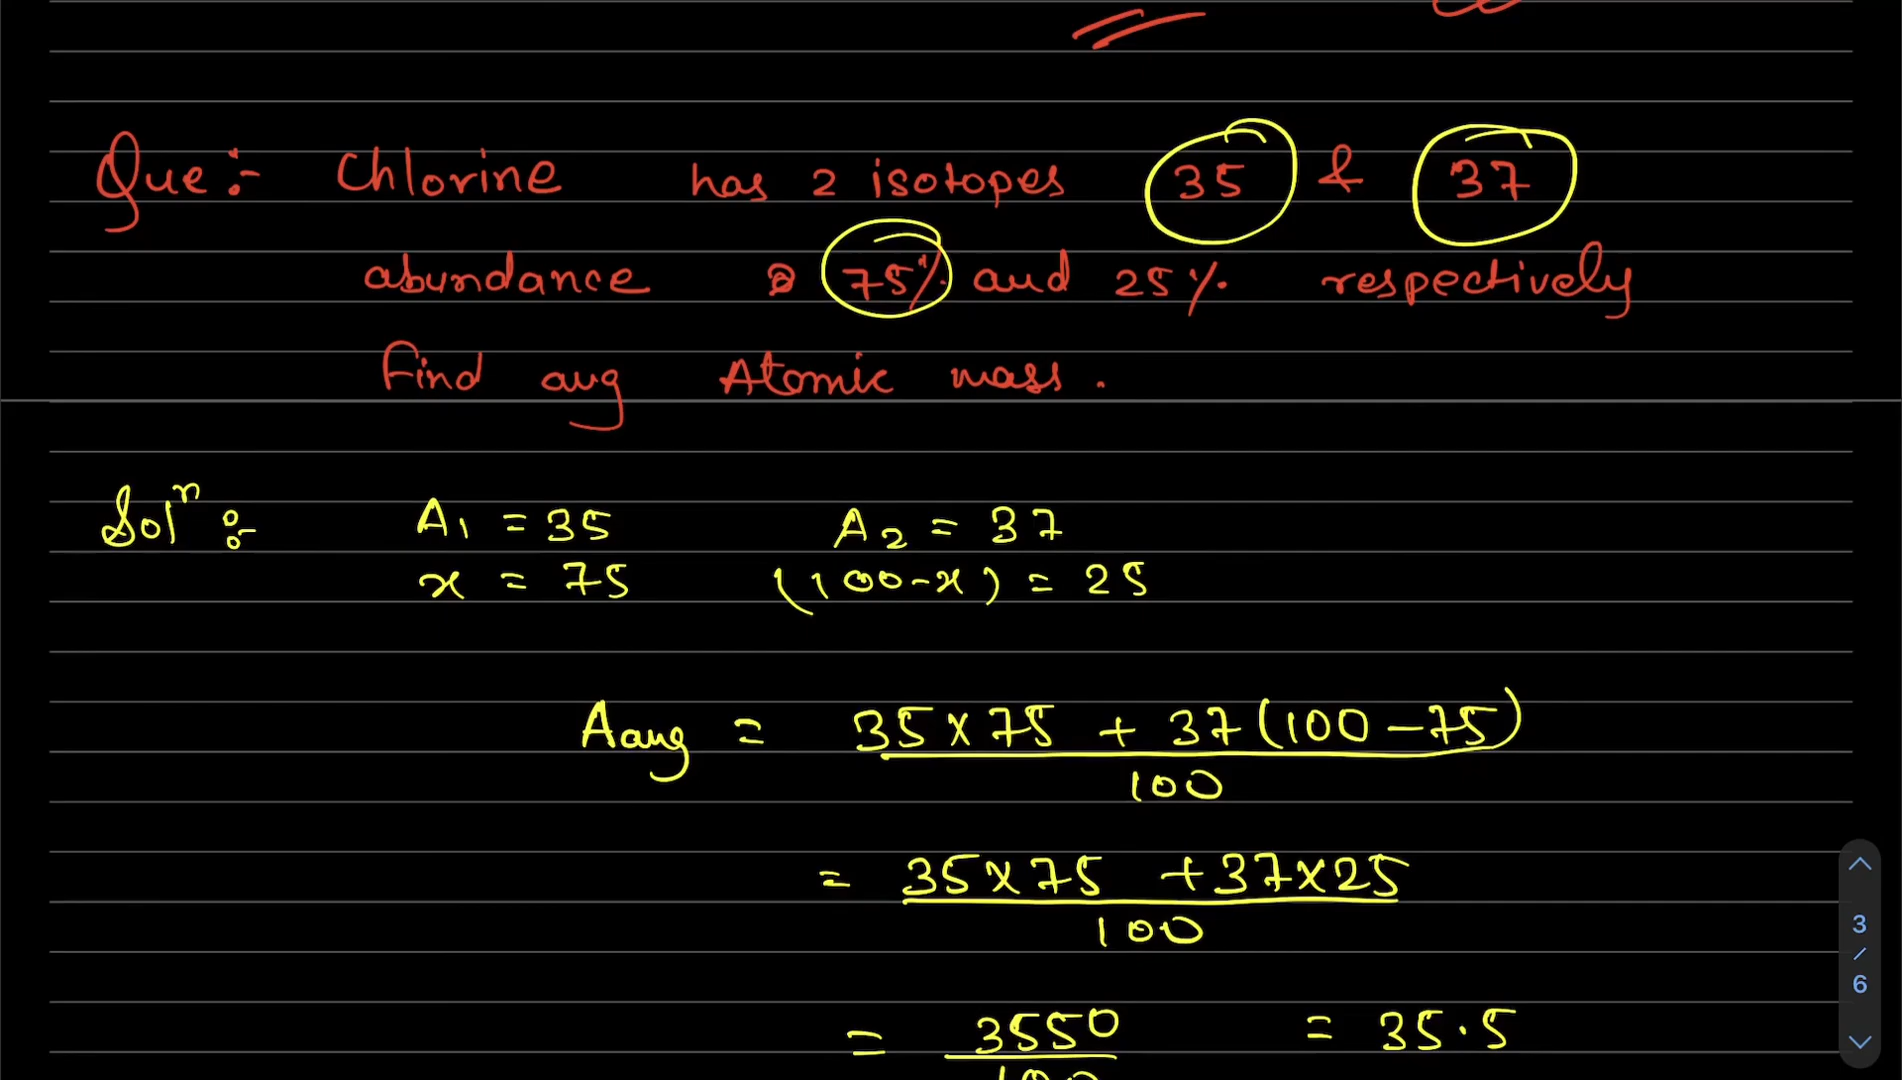 Que:- Chlorine has 2 isotopes 35 & 37
abundance 75% and 25% respectively
Find avg Atomic mass.
Solⁿ :- A₁ = 35 A₂ = 37
x = 75 (100-x) = 25
Aavg = 35×75 + 37(100-75)
100
= 35×75 + 37×25
100
= 3550 = 35.5
100
3
/
6